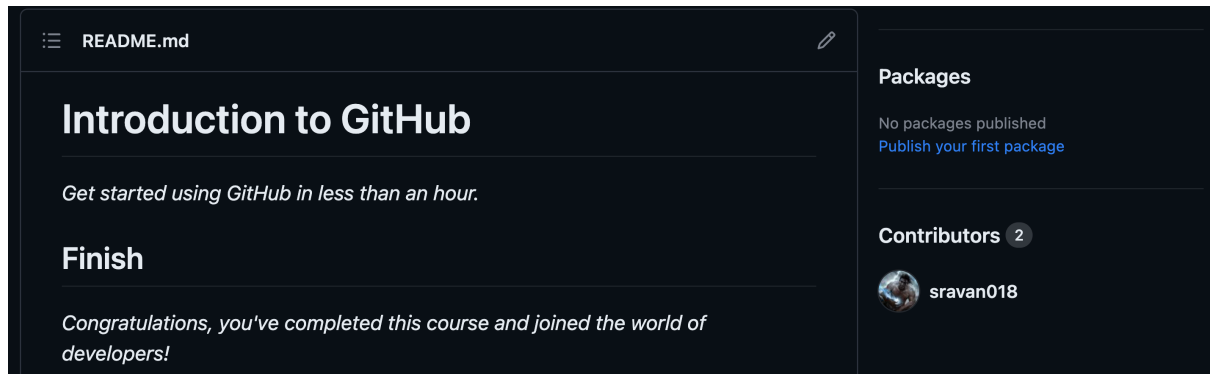 README.md
Introduction to GitHub
Get started using GitHub in less than an hour.
Finish
Congratulations, you've completed this course and joined the world of
developers!
Packages
No packages published
Publish your first package
Contributors 2
sravan018